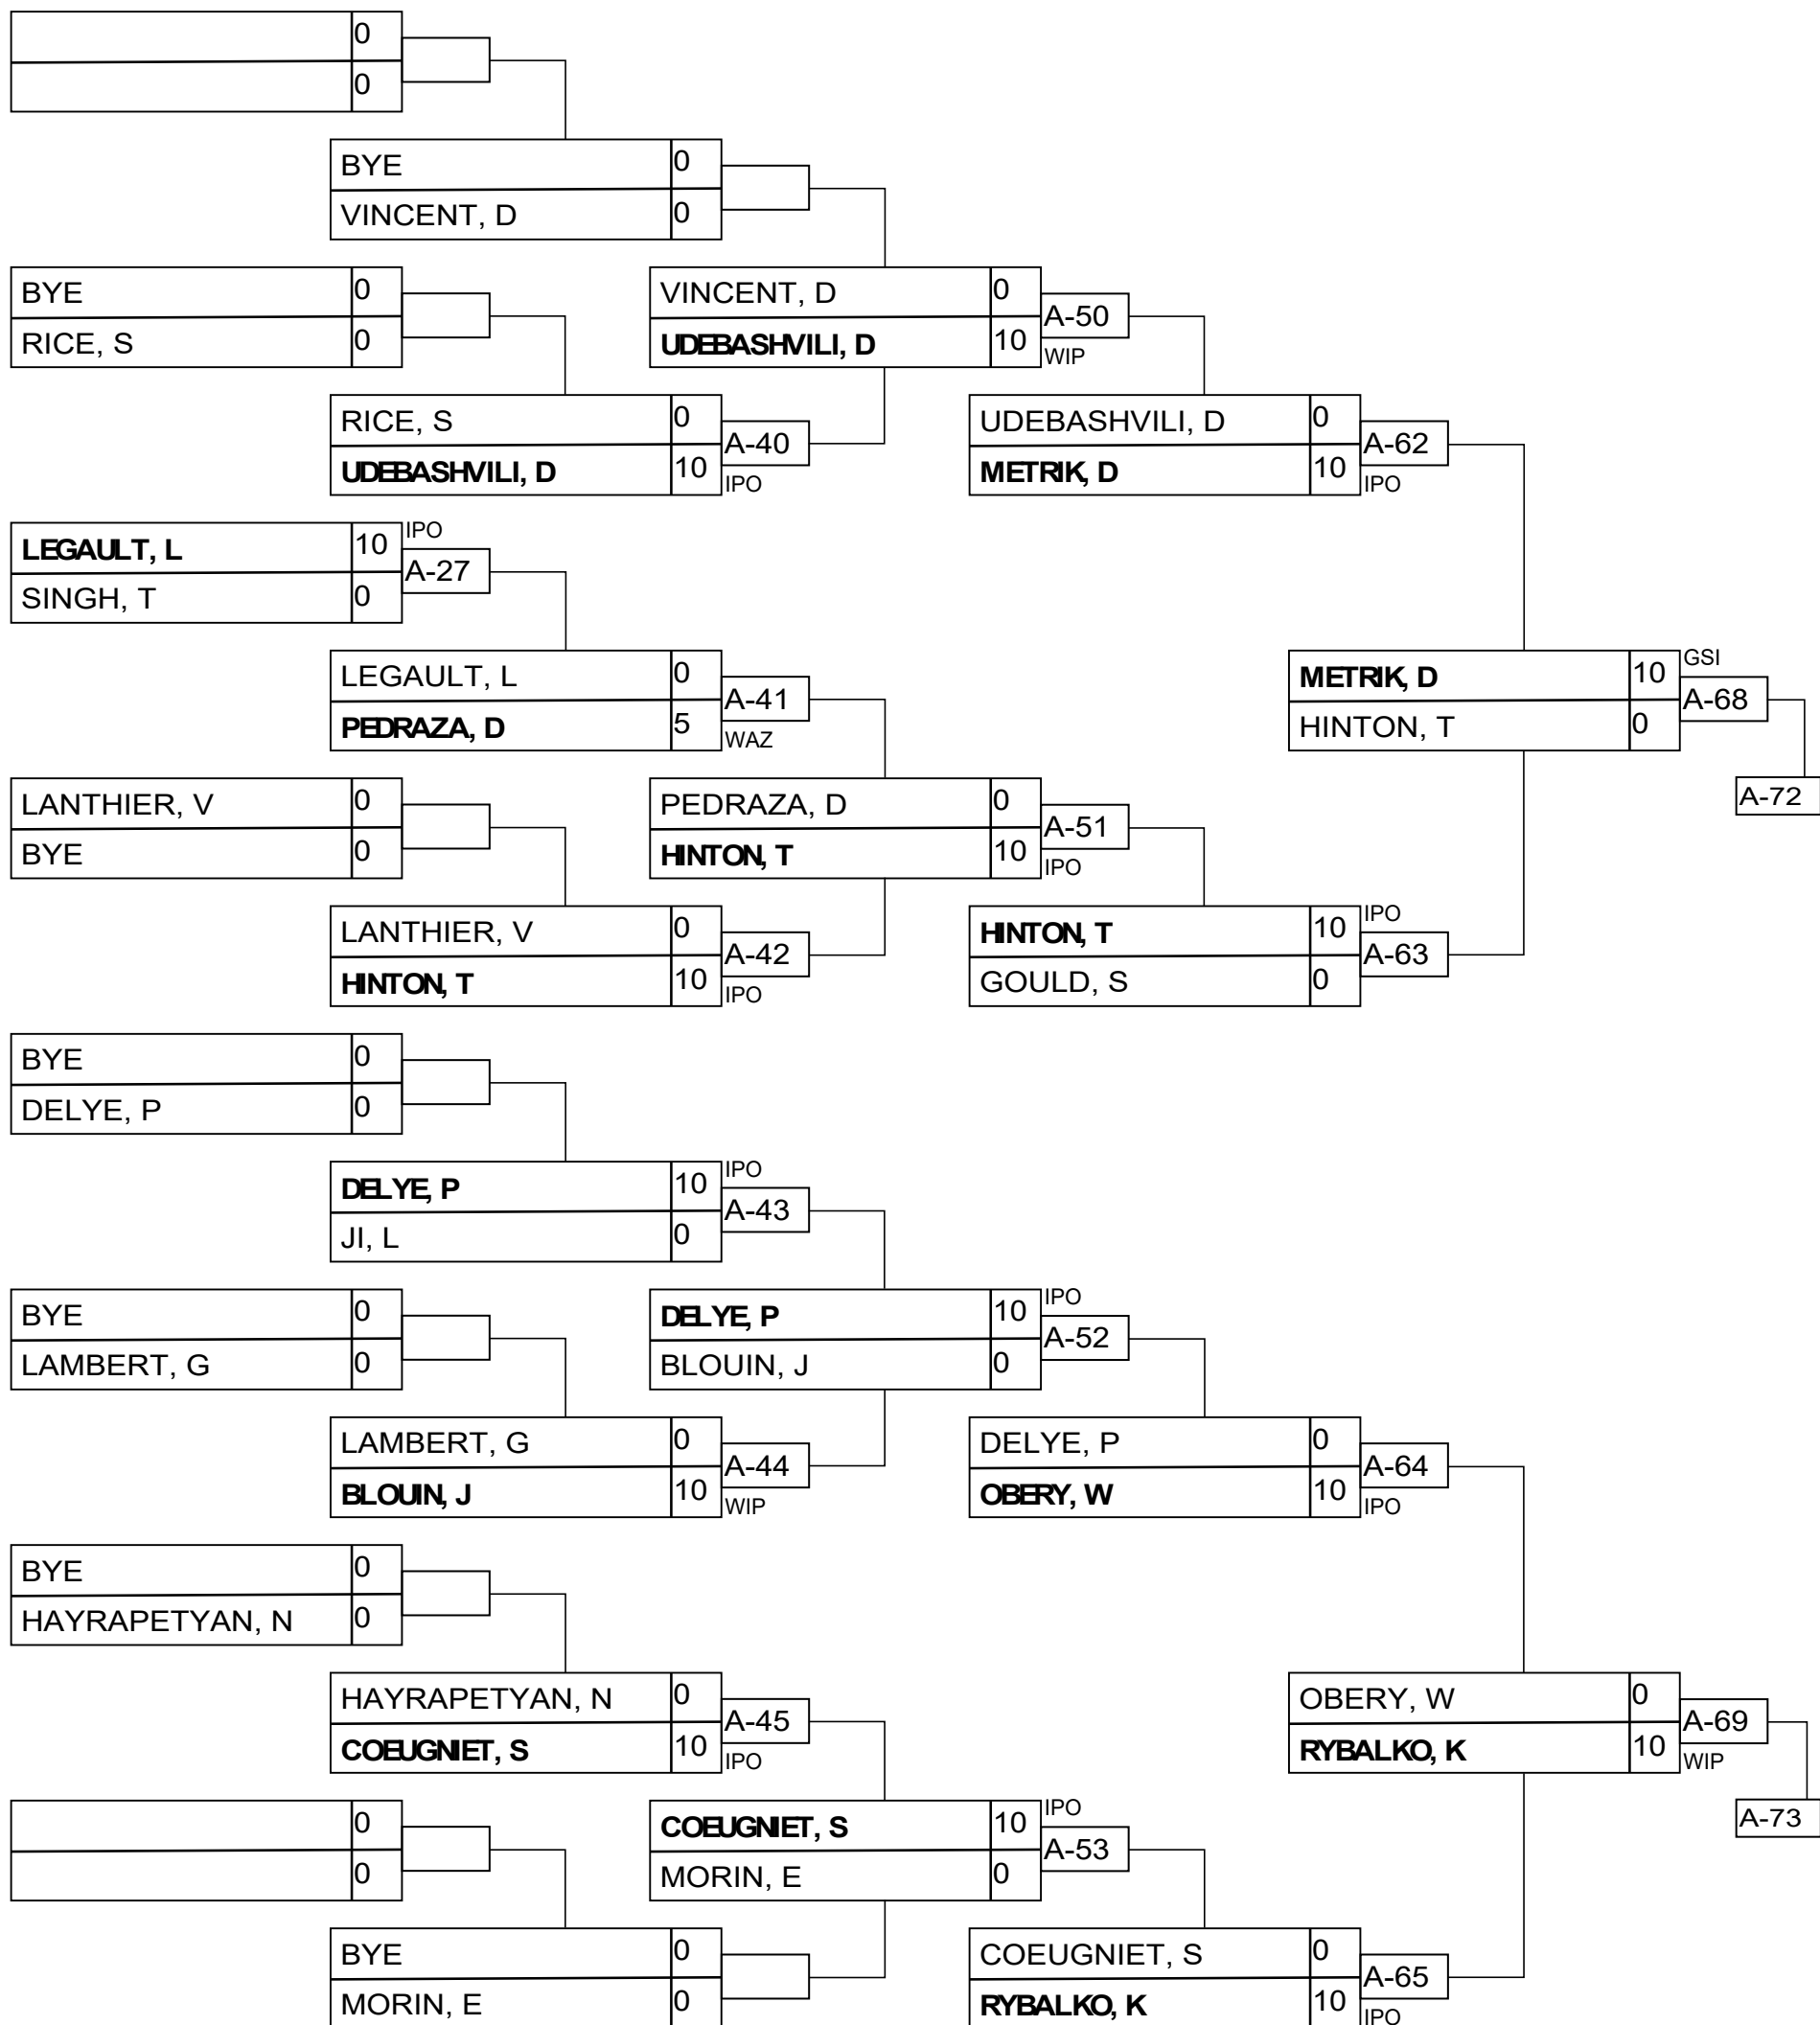 0
0
BYE 0
VINCENT, D 0
BYE 0
RICE, S 0
VINCENT, D 0
A-50
UDEBASHVILI, D 10
WIP
RICE, S 0
A-40
UDEBASHVILI, D 10
IPO
UDEBASHVILI, D 0
A-62
METRIK, D 10
IPO
LEGAULT, L 10
IPO
A-27
SINGH, T 0
LEGAULT, L 0
A-41
PEDRAZA, D 5
WAZ
METRIK, D 10
GSI
A-68
HINTON, T 0
A-72
LANTHIER, V 0
BYE 0
PEDRAZA, D 0
A-51
HINTON, T 10
IPO
LANTHIER, V 0
A-42
HINTON, T 10
IPO
HINTON, T 10
IPO
A-63
GOULD, S 0
BYE 0
DELYE, P 0
DELYE, P 10
IPO
A-43
JI, L 0
BYE 0
LAMBERT, G 0
DELYE, P 10
IPO
A-52
BLOUIN, J 0
LAMBERT, G 0
A-44
BLOUIN, J 10
WIP
DELYE, P 0
A-64
OBERY, W 10
IPO
BYE 0
HAYRAPETYAN, N 0
HAYRAPETYAN, N 0
A-45
COEUGNIET, S 10
IPO
OBERY, W 0
A-69
RYBALKO, K 10
WIP
A-73
0
0
COEUGNIET, S 10
IPO
A-53
MORIN, E 0
BYE 0
MORIN, E 0
COEUGNIET, S 0
A-65
RYBALKO, K 10
IPO